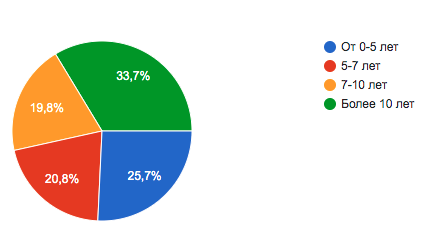 От 0-5 лет
5-7 лет
7-10 лет
Более 10 лет
33,7%
19,8%
20,8%
25,7%